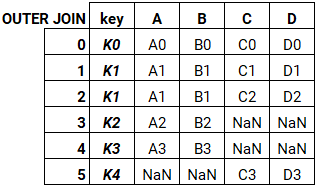 OUTER JOIN key A B C D
0 K0 A0 B0 C0 D0
1 K1 A1 B1 C1 D1
2 K1 A1 B1 C2 D2
3 K2 A2 B2 NaN NaN
4 K3 A3 B3 NaN NaN
5 K4 NaN NaN C3 D3